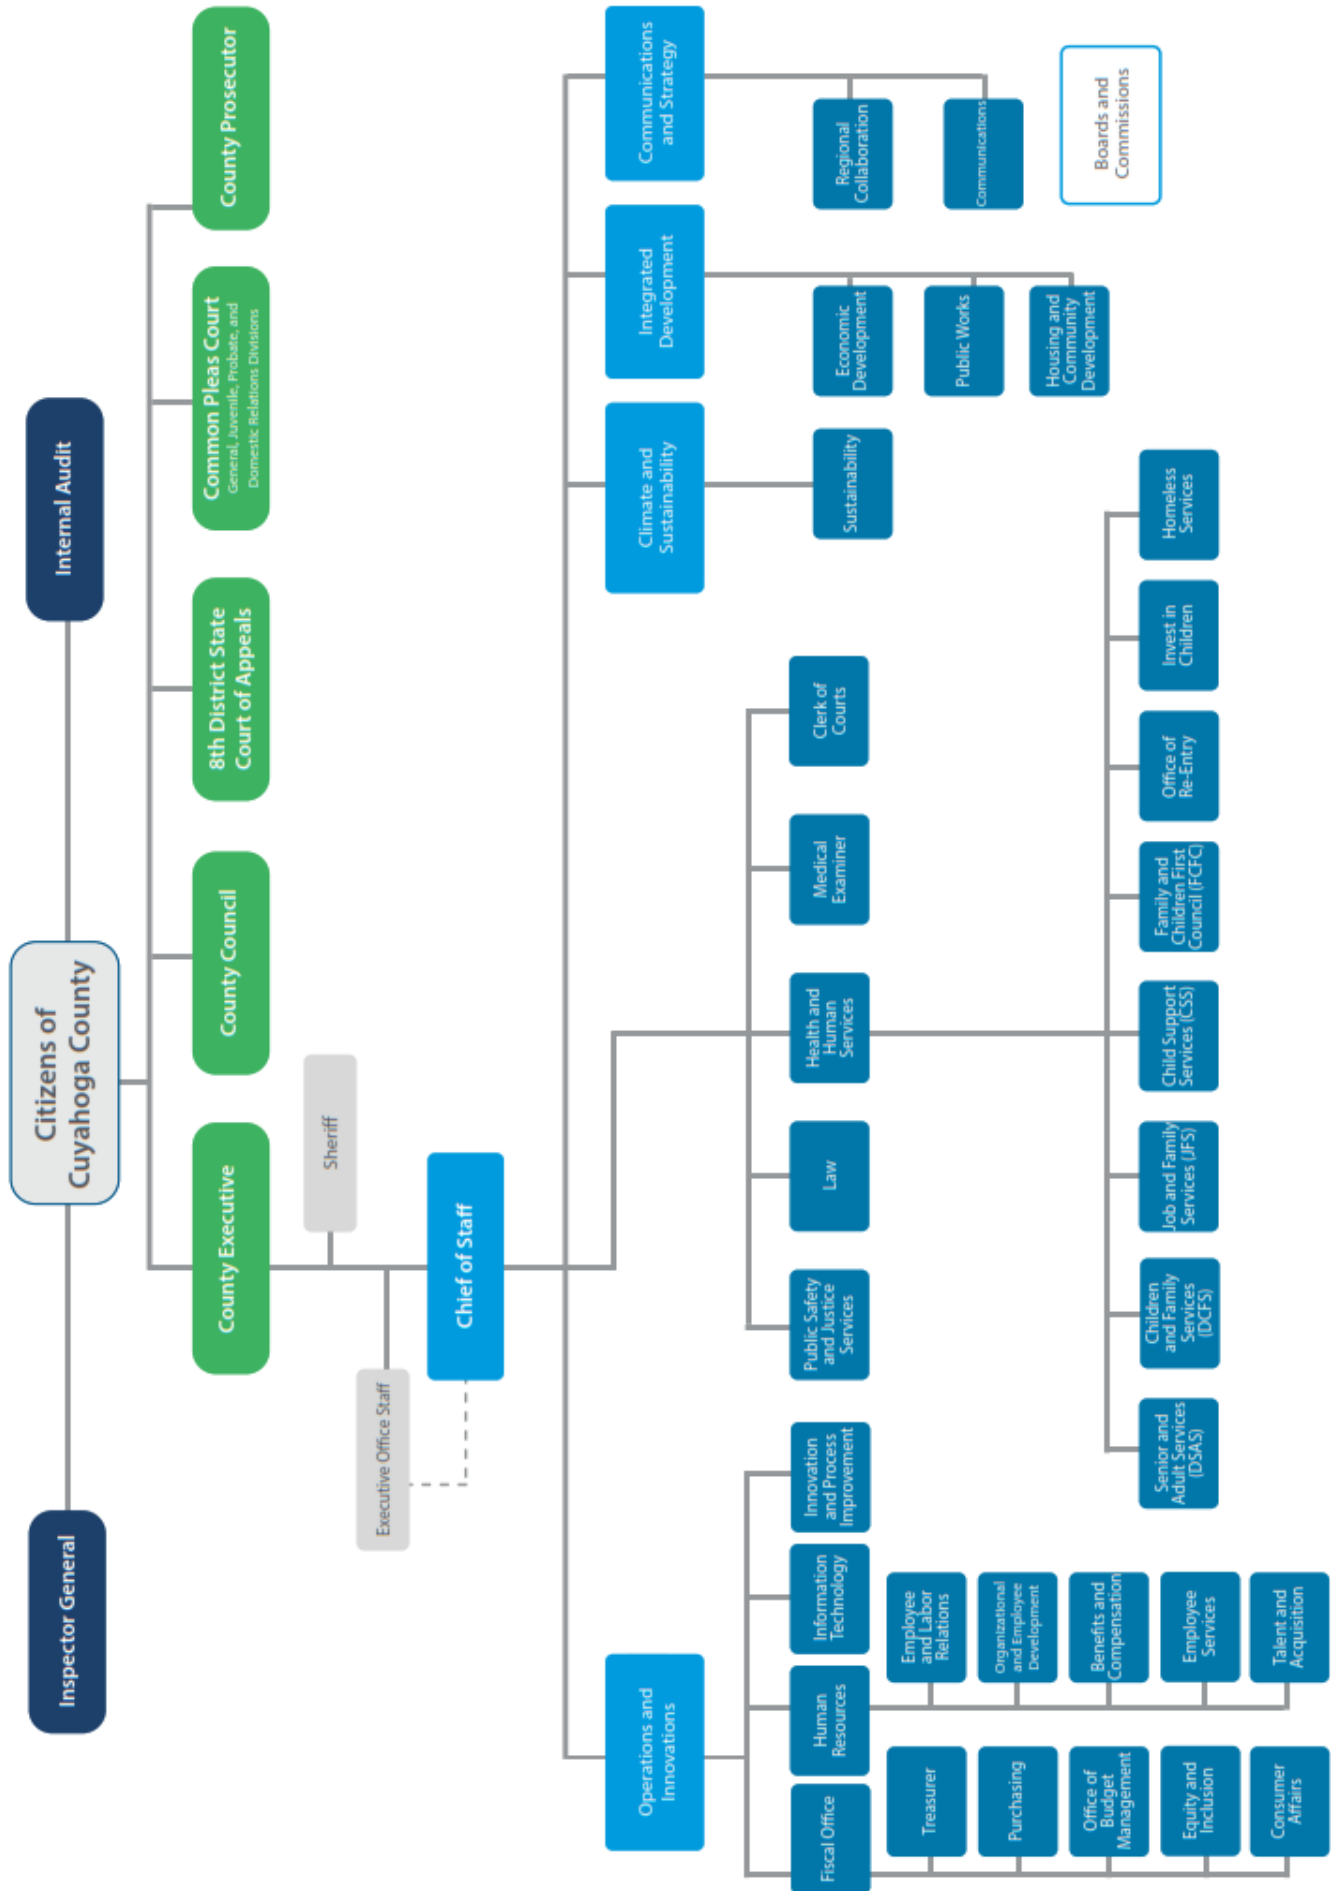 Citizens of
Cuyahoga County
Inspector General
Internal Audit
County Executive
County Council
8th District State
Court of Appeals
Common Pleas Court
General, Juvenile, Probate, and
Domestic Relations Divisions
County Prosecutor
Sheriff
Executive Office Staff
Chief of Staff
Operations and
Innovations
Climate and
Sustainability
Integrated
Development
Communications
and Strategy
Fiscal Office
Human
Resources
Information
Technology
Innovation
and Process
Improvement
Public Safety
and Justice
Services
Law
Health and
Human
Services
Medical
Examiner
Clerk of
Courts
Sustainability
Economic
Development
Public Works
Housing and
Community
Development
Regional
Collaboration
Communications
Boards and
Commissions
Treasurer
Purchasing
Office of
Budget
Management
Equity and
Inclusion
Consumer
Affairs
Employee
and Labor
Relations
Organizational
and Employee
Development
Benefits and
Compensation
Employee
Services
Talent and
Acquisition
Senior and
Adult Services
(DSAS)
Children
and Family
Services
(DCFS)
Job and Family
Services (JFS)
Child Support
Services (CSS)
Family and
Children First
Council (FCFC)
Office of
Re-Entry
Invest in
Children
Homeless
Services